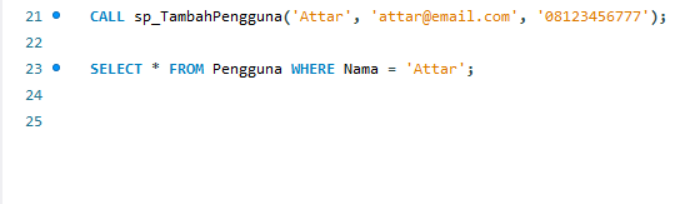 21 CALL sp_TambahPengguna('Attar', 'attar@email.com', '08123456777');
22
23 SELECT * FROM Pengguna WHERE Nama = 'Attar';
24
25